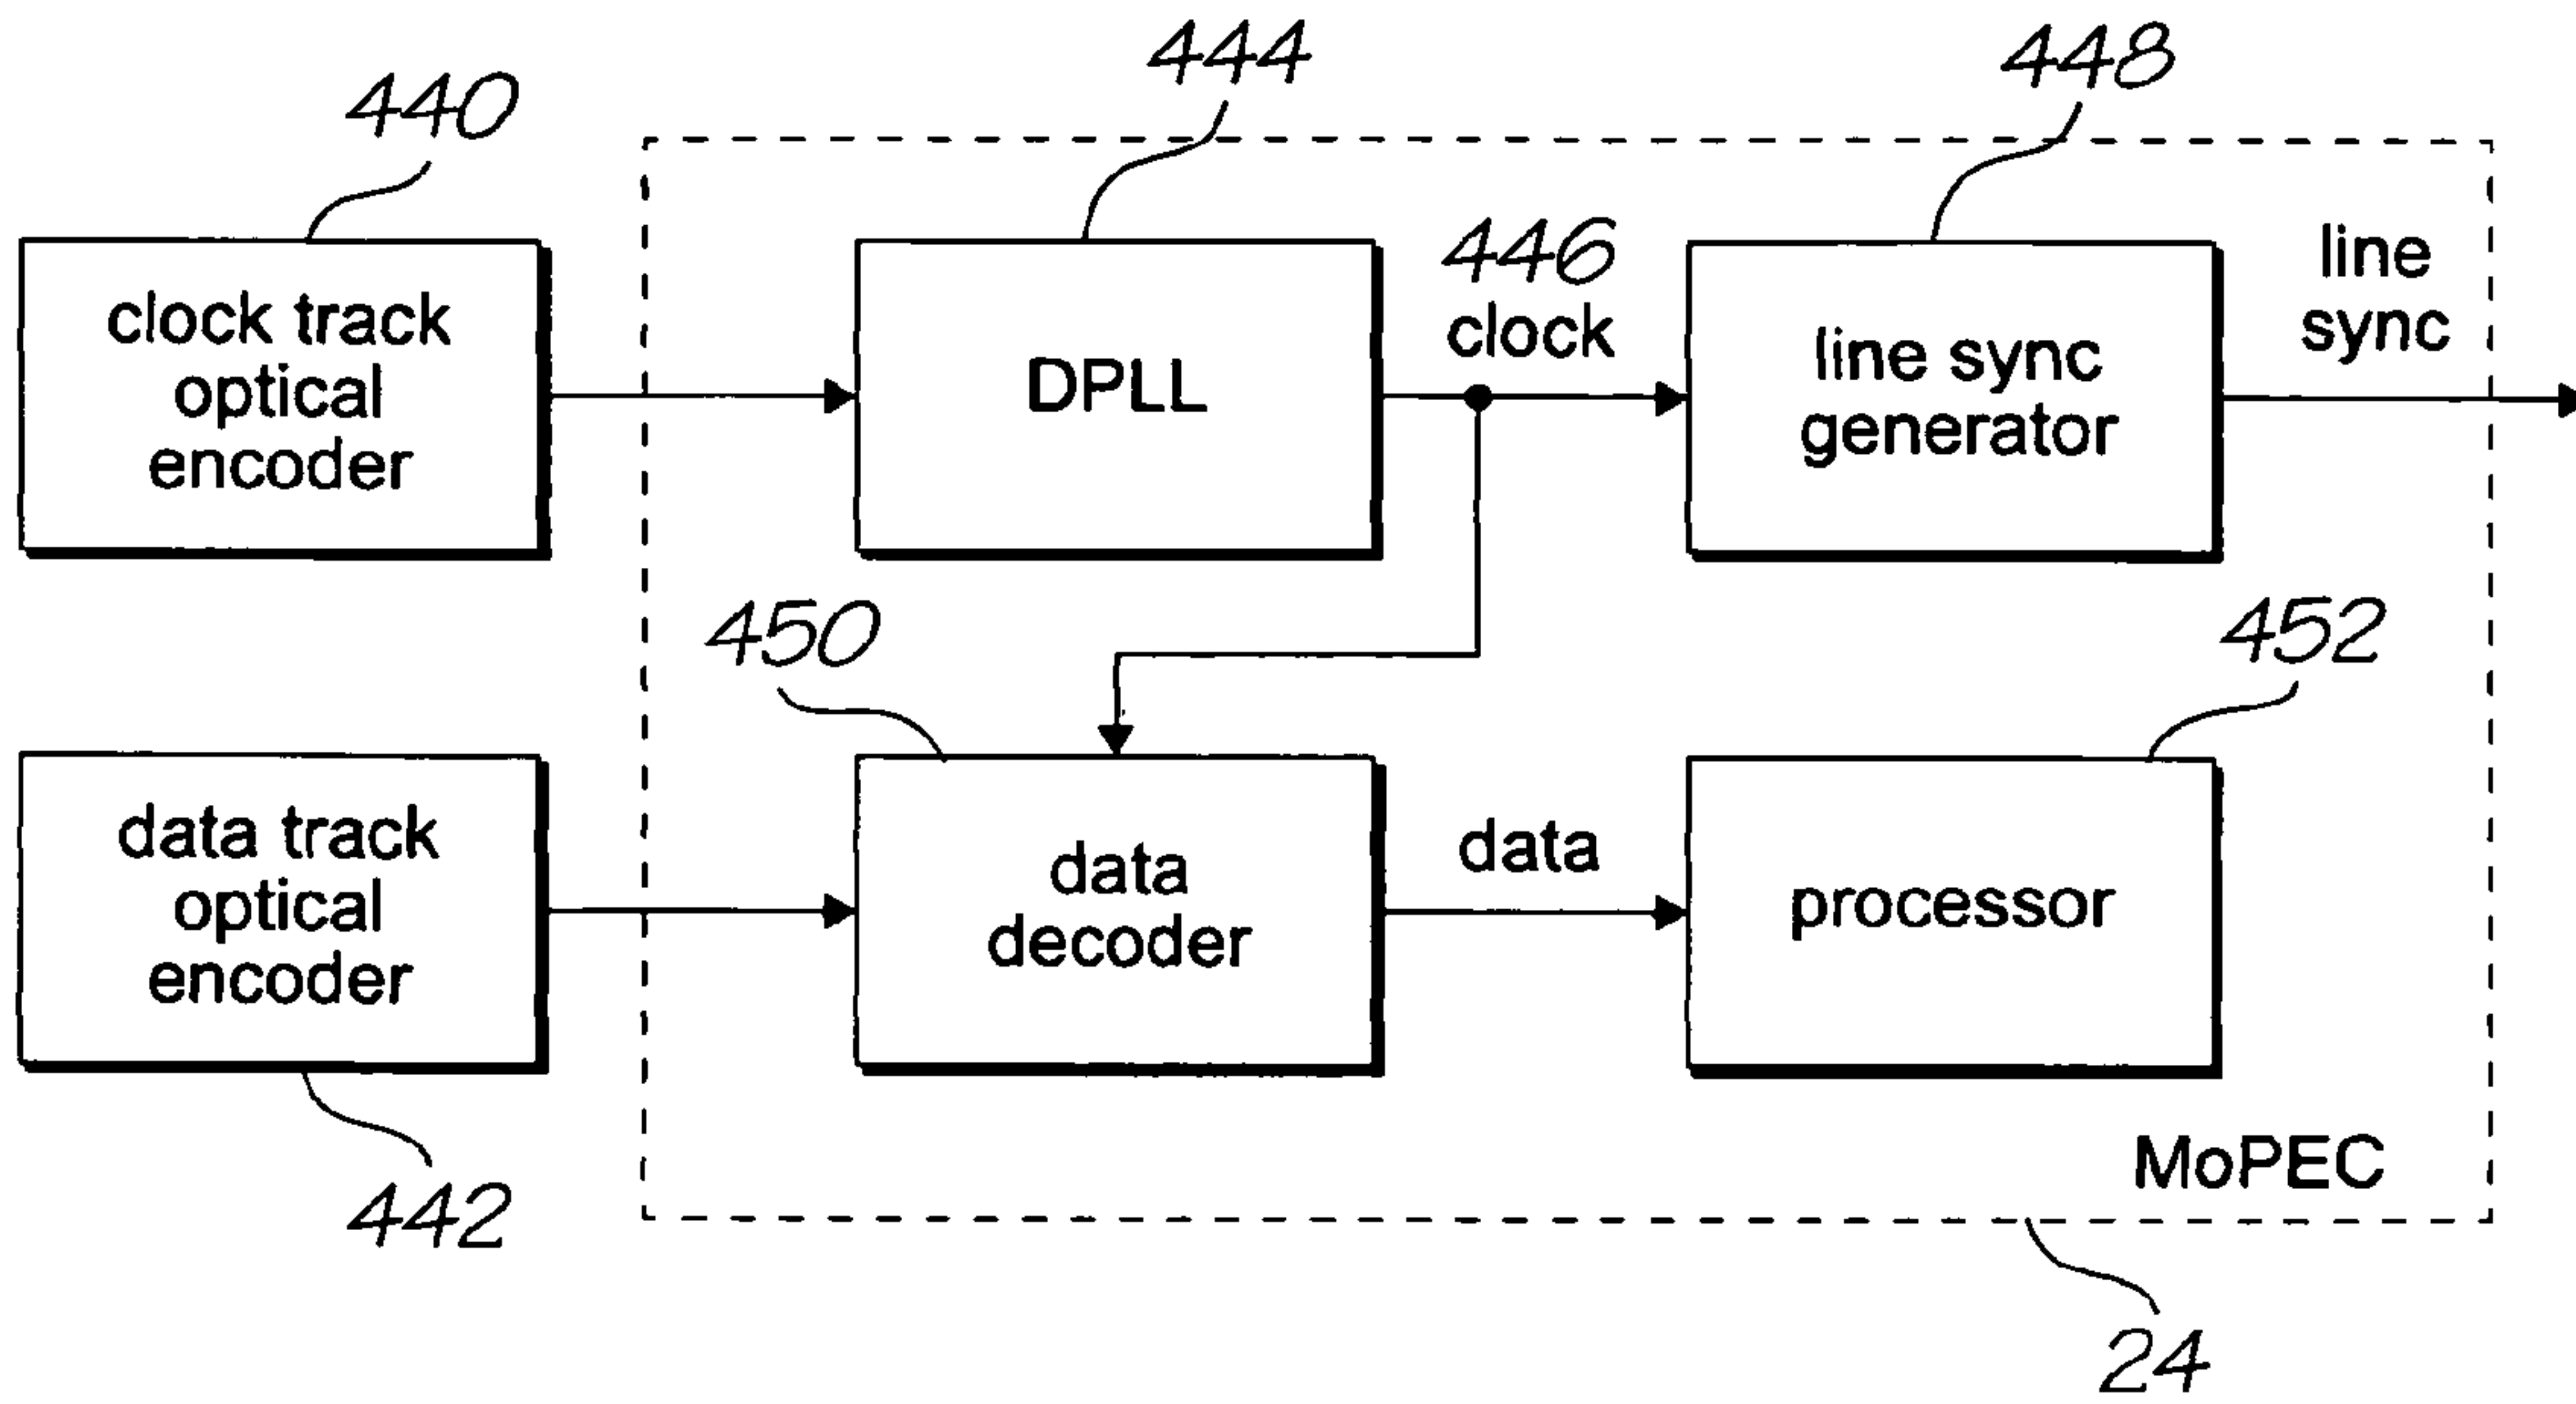 440
444
448
clock track
optical
encoder
DPLL
446
clock
line sync
generator
line
sync
450
452
data track
optical
encoder
data
decoder
data
processor
MoPEC
442
24